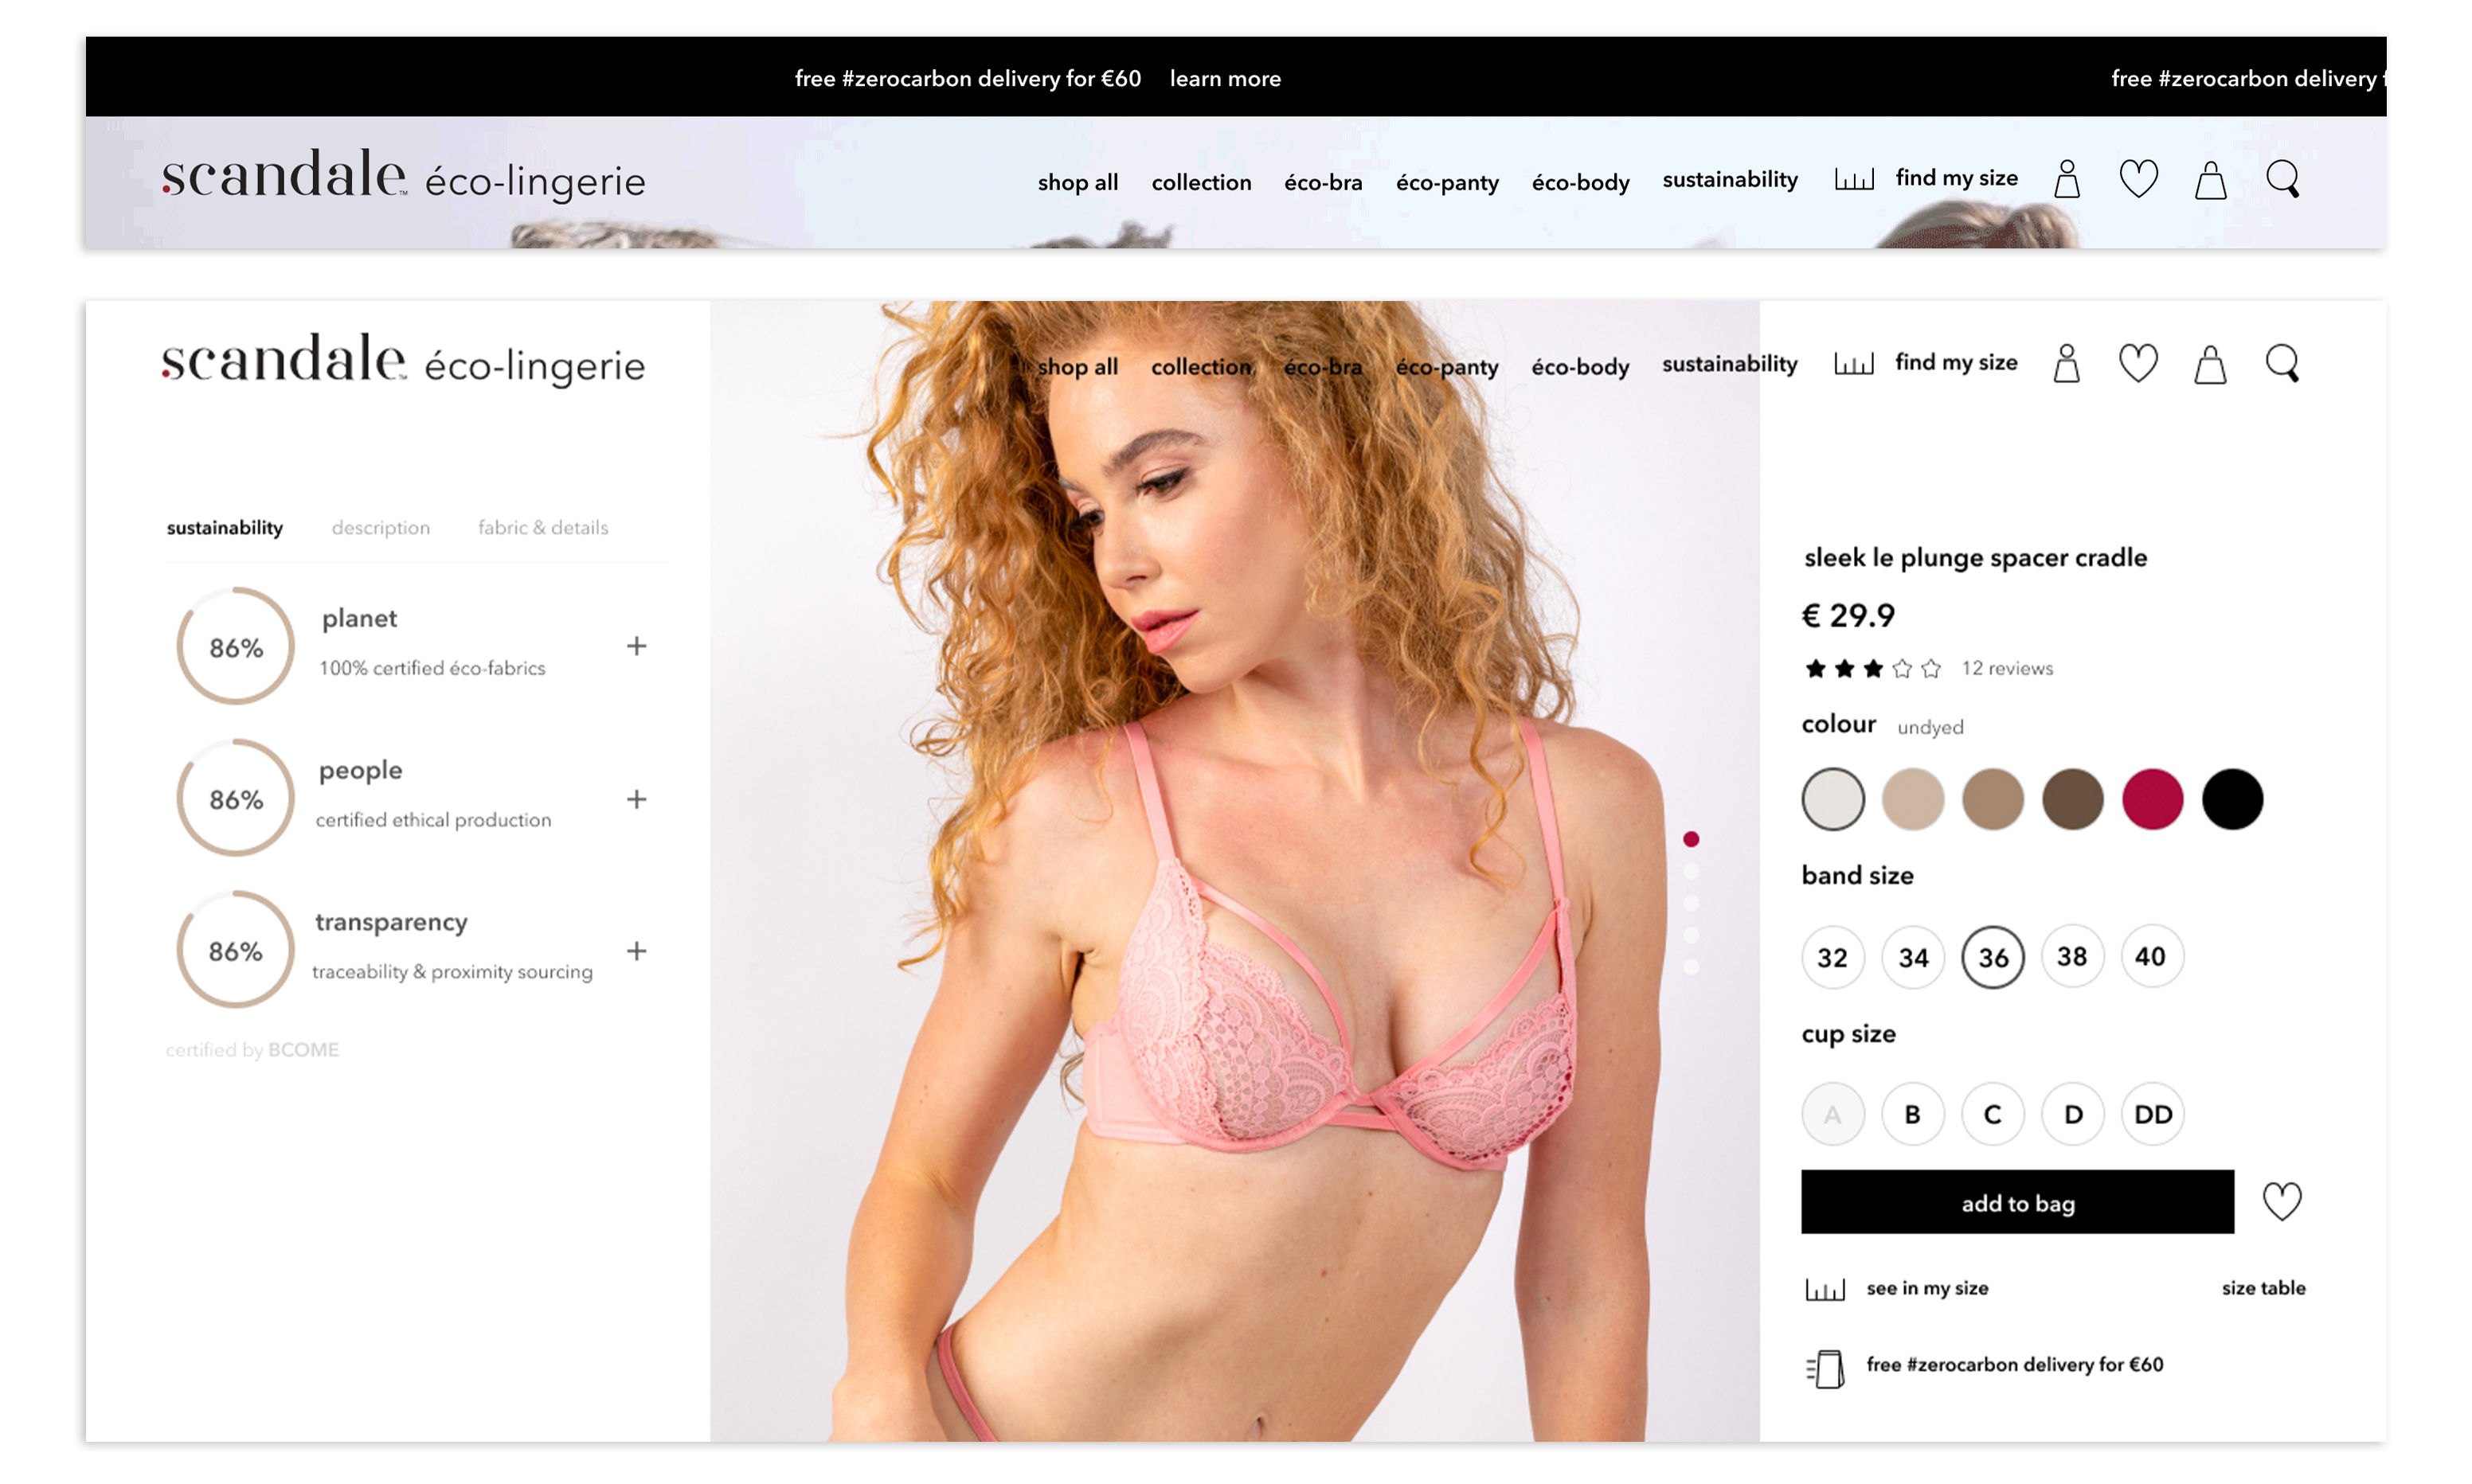 free #zerocarbon delivery for €60 learn more free #zerocarbon delivery
scandale™ éco-lingerie shop all collection éco-bra éco-panty éco-body sustainability find my size
scandale™ éco-lingerie shop all collection éco-bra éco-panty éco-body sustainability find my size
sustainability description fabric & details
86%
planet
100% certified éco-fabrics
+
86%
people
certified ethical production
+
86%
transparency
traceability & proximity sourcing
+
certified by BCOME
sleek le plunge spacer cradle
€ 29.9
12 reviews
colour undyed
band size
32 34 36 38 40
cup size
A B C D DD
add to bag
see in my size size table
free #zerocarbon delivery for €60